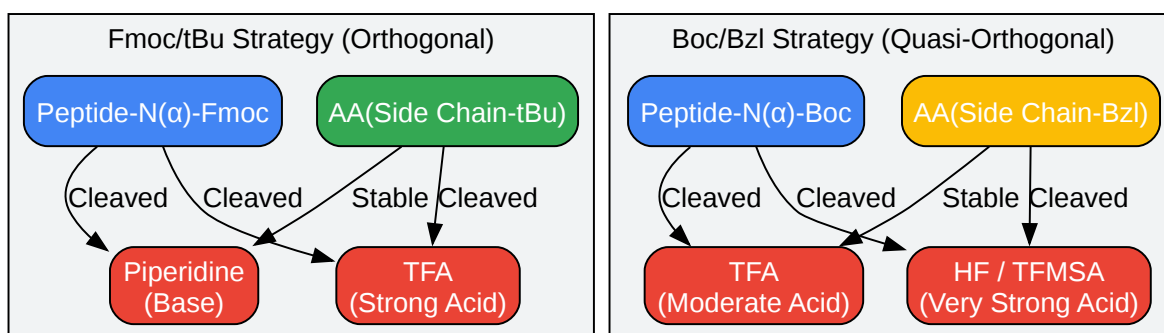 Fmoc/tBu Strategy (Orthogonal)
Peptide-N(α)-Fmoc
AA(Side Chain-tBu)
Cleaved
Cleaved
Stable
Cleaved
Piperidine
(Base)
TFA
(Strong Acid)
Boc/Bzl Strategy (Quasi-Orthogonal)
Peptide-N(α)-Boc
AA(Side Chain-Bzl)
Cleaved
Cleaved
Stable
Cleaved
TFA
(Moderate Acid)
HF / TFMSA
(Very Strong Acid)